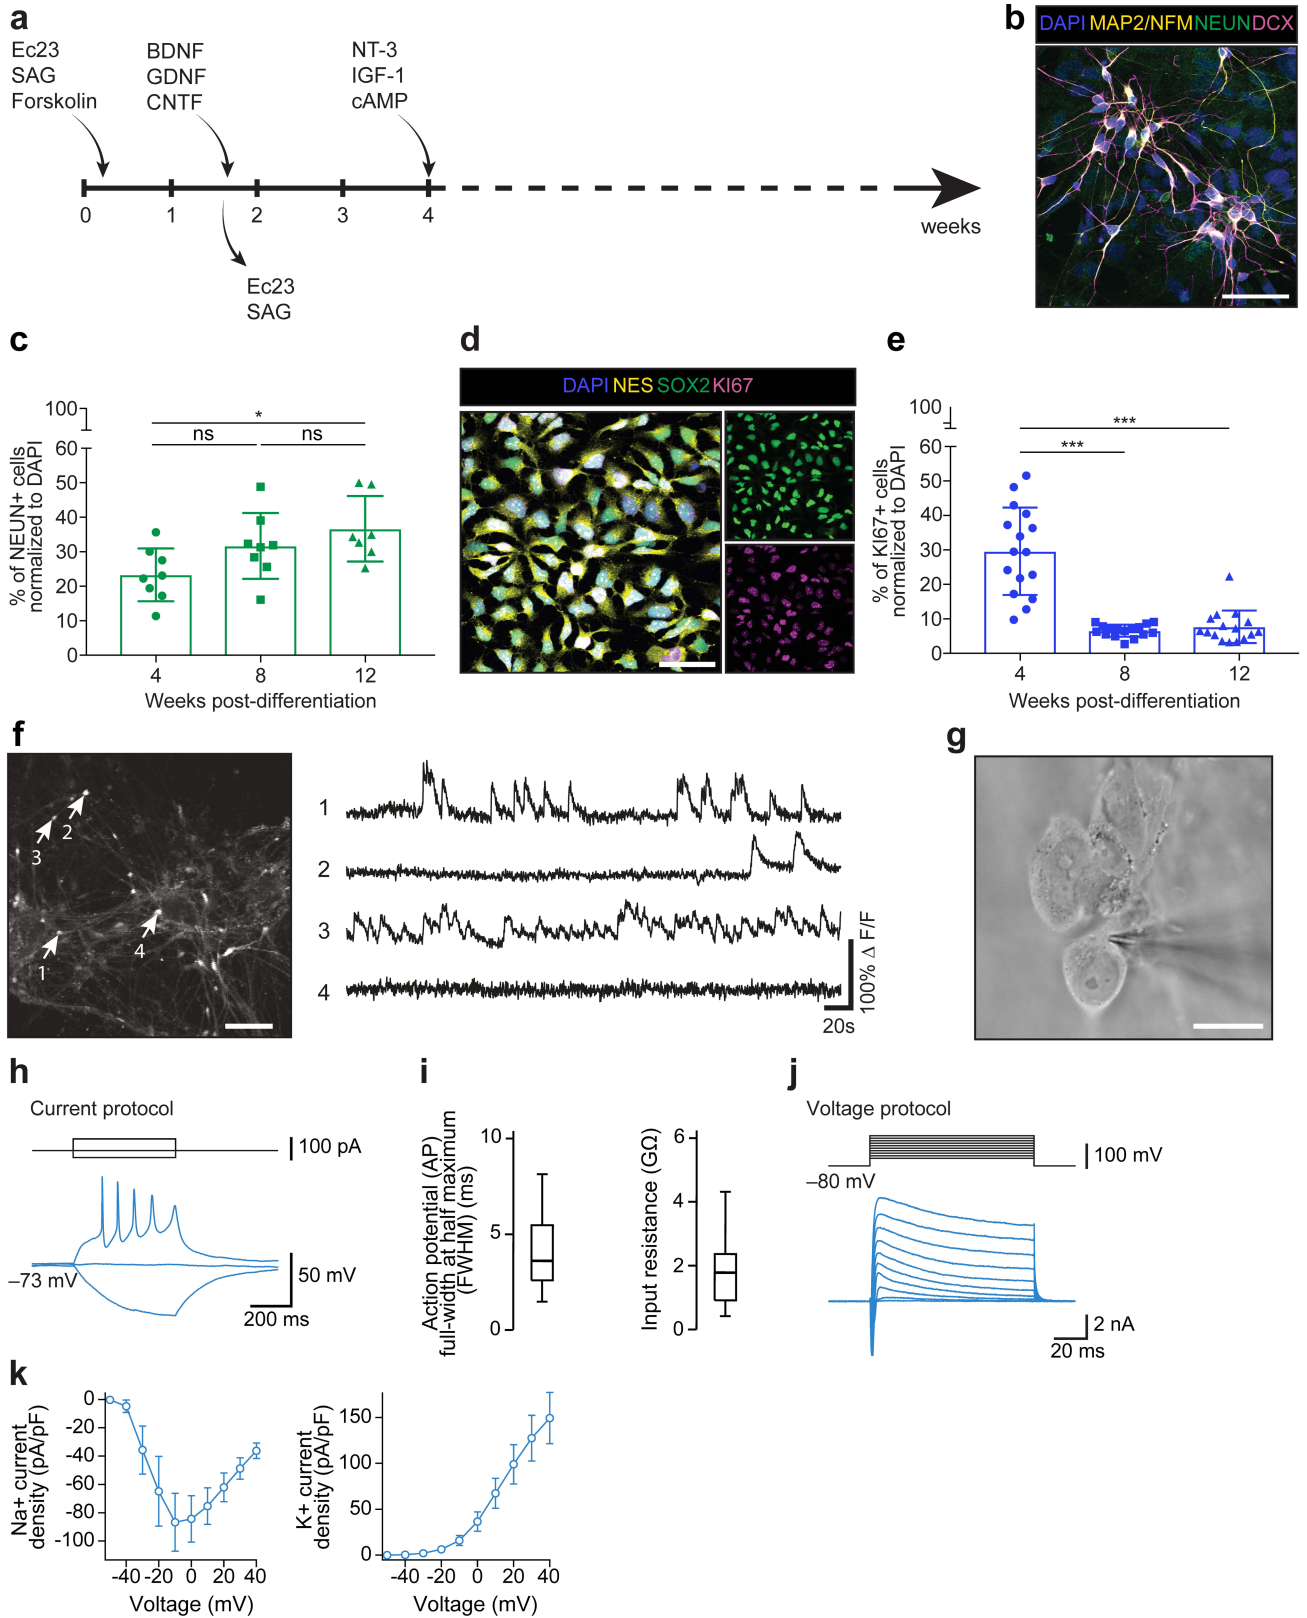 a
Ec23
SAG
Forskolin
BDNF
GDNF
CNTF
NT-3
IGF-1
cAMP
0 1 2 3 4
weeks
Ec23
SAG
b
DAPI MAP2/NFM NEUN DCX
c
% of NEUN+ cells
normalized to DAPI
100
60
50
40
30
20
10
0
*
ns ns
4 8 12
Weeks post-differentiation
d
DAPI NES SOX2 KI67
e
% of KI67+ cells
normalized to DAPI
100
60
50
40
30
20
10
0
***
***
4 8 12
Weeks post-differentiation
f
2
3
4
1
1
2
3
4
100% Δ F/F
20s
g
h
Current protocol
100 pA
–73 mV
50 mV
200 ms
i
Action potential (AP)
full-width at half maximum
(FWHM) (ms)
10
5
0
Input resistance (GΩ)
6
4
2
0
j
Voltage protocol
100 mV
–80 mV
2 nA
20 ms
k
Na+ current
density (pA/pF)
0
-20
-40
-60
-80
-100
-40 -20 0 20 40
Voltage (mV)
K+ current
density (pA/pF)
150
100
50
0
-40 -20 0 20 40
Voltage (mV)